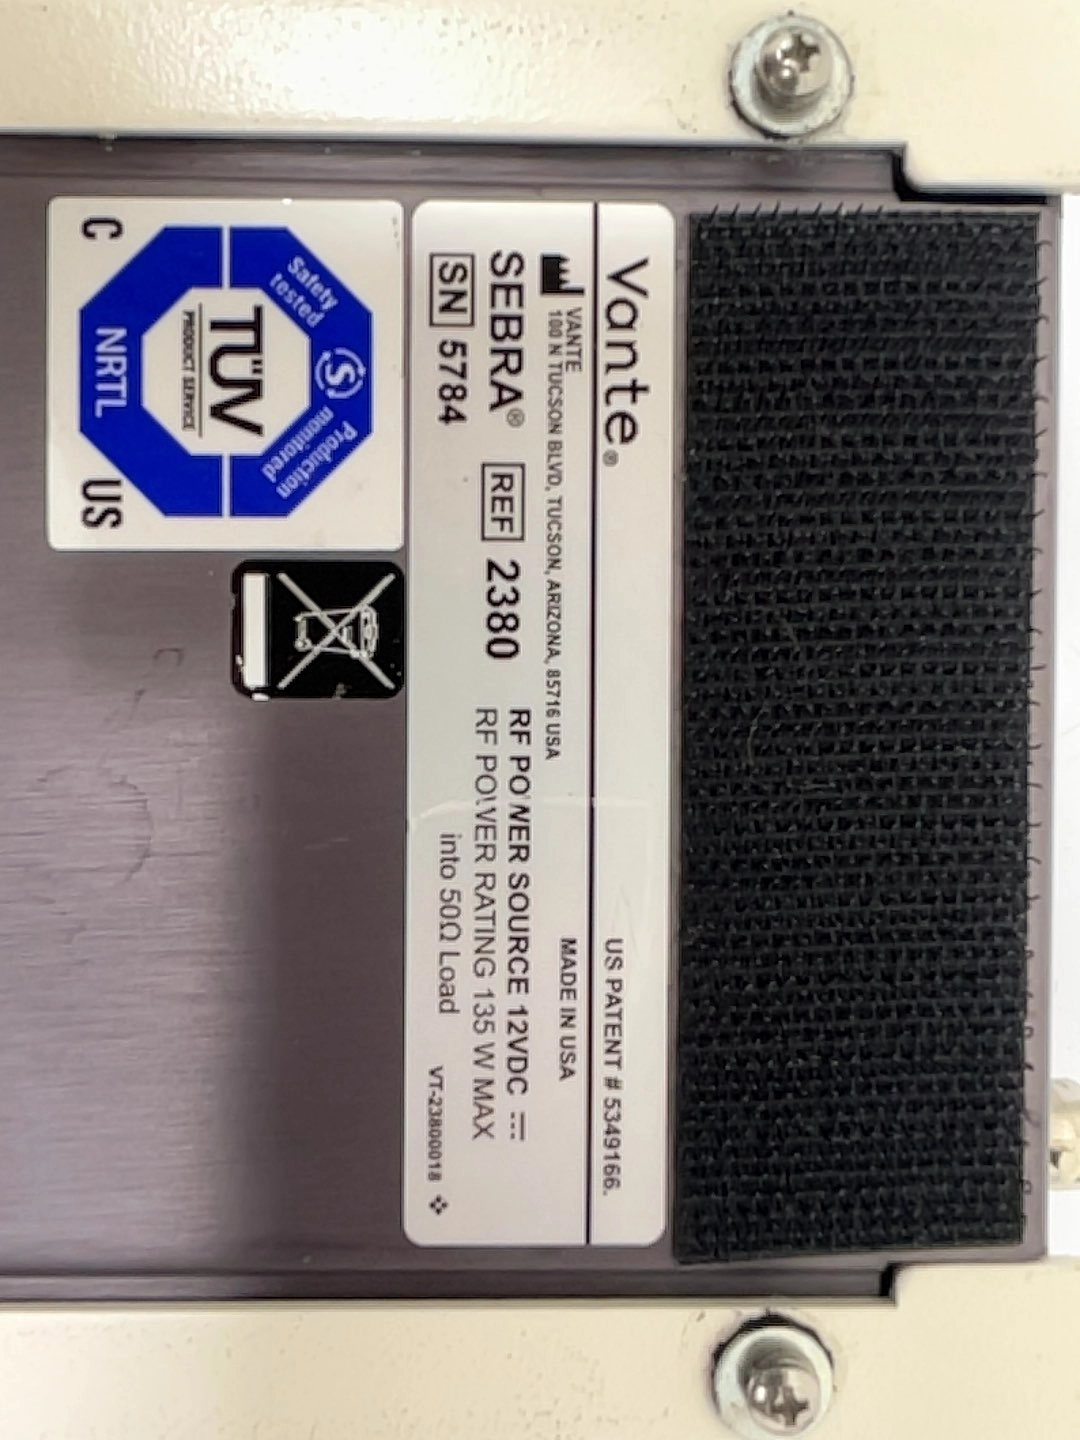 Vante®
US PATENT # 5349166.
VANTE
100 N TUCSON BLVD, TUCSON, ARIZONA, 85716 USA
MADE IN USA
SEBRA® REF 2380
RF POWER SOURCE 12VDC
RF POWER RATING 135 W MAX
into 50Ω Load
SN 5784
VT-23800018
Safety
tested
S
Production
monitored
TÜV
PRODUCT SERVICE
NRTL
C US